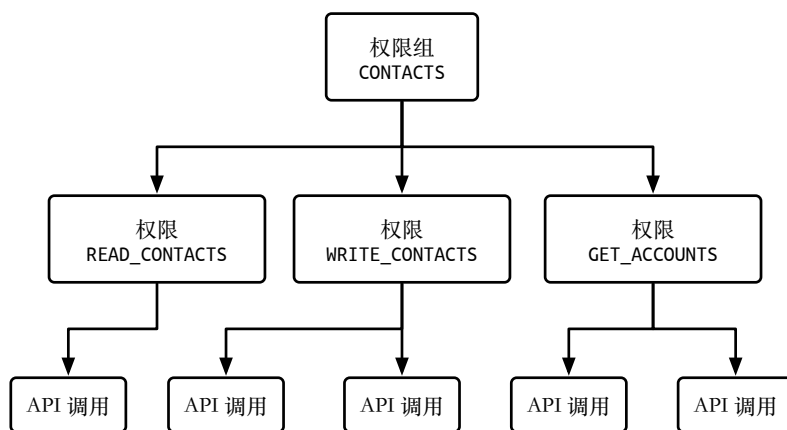 权限组
CONTACTS
权限
READ_CONTACTS
权限
WRITE_CONTACTS
权限
GET_ACCOUNTS
API 调用
API 调用
API 调用
API 调用
API 调用